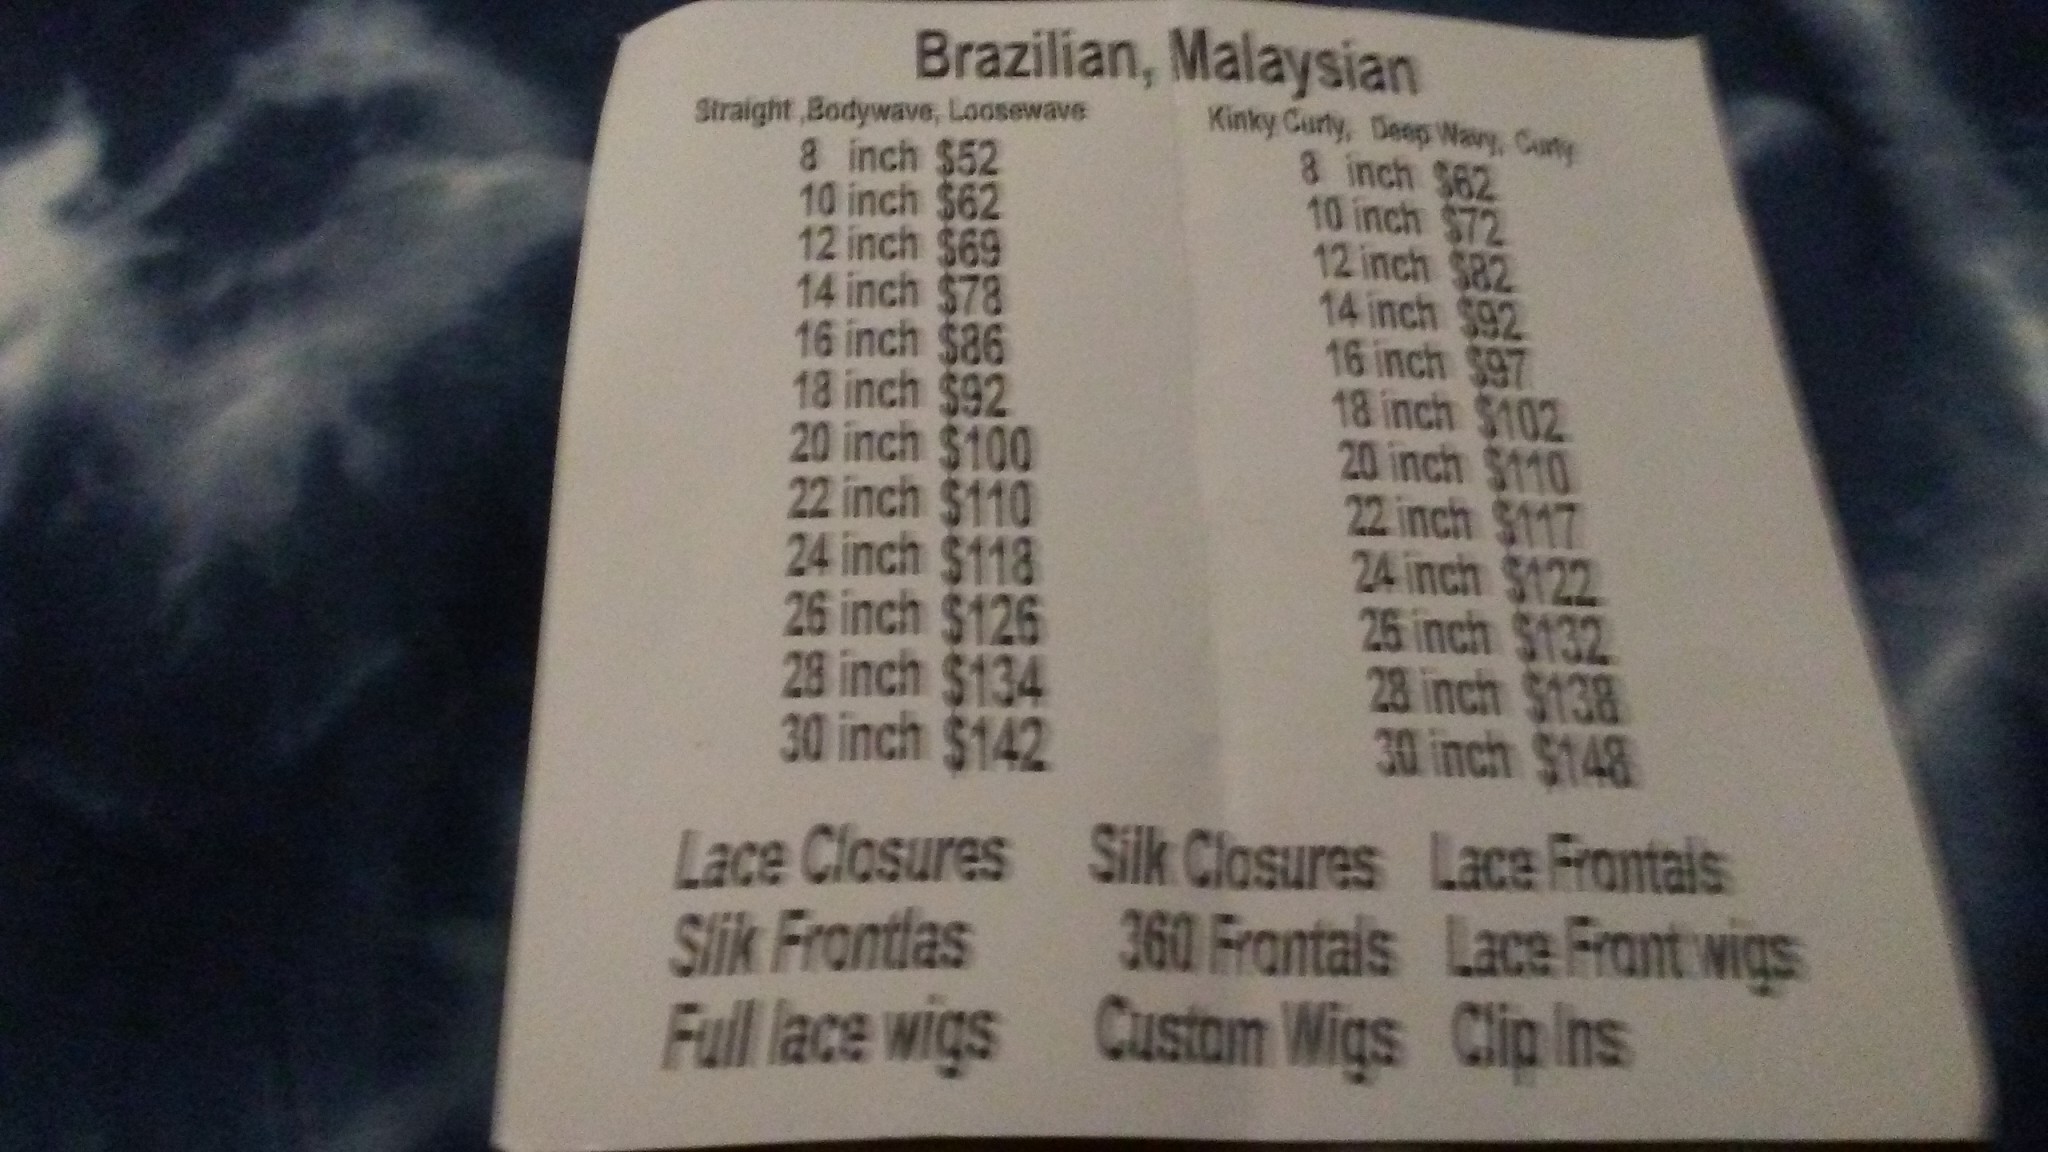 Brazilian, Malaysian
Straight ,Bodywave, Loosewave
8 inch $52
10 inch $62
12 inch $69
14 inch $78
16 inch $86
18 inch $92
20 inch $100
22 inch $110
24 inch $118
26 inch $126
28 inch $134
30 inch $142
Kinky Curly, Deep Wavy, Curly
8 inch $62
10 inch $72
12 inch $82
14 inch $92
16 inch $97
18 inch $102
20 inch $110
22 inch $117
24 inch $122
26 inch $132
28 inch $138
30 inch $148
Lace Closures Silk Closures Lace Frontals
Slik Frontlas 360 Frontals Lace Front wigs
Full lace wigs Custom Wigs Clip Ins